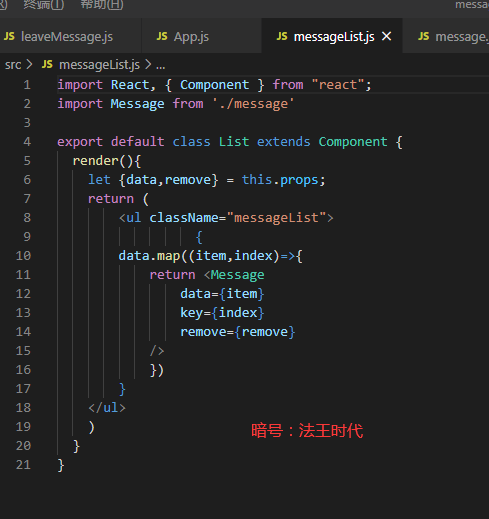 终端(T) 帮助(H) message
JS leaveMessage.js JS App.js JS messageList.js × JS message.
src > JS messageList.js > ...
1 import React, { Component } from "react";
2 import Message from './message'
3
4 export default class List extends Component {
5 render(){
6 let {data,remove} = this.props;
7 return (
8 <ul className="messageList">
9 {
10 data.map((item,index)=>{
11 return <Message
12 data={item}
13 key={index}
14 remove={remove}
15 />
16 })
17 }
18 </ul>
19 )
20 }
21 }
暗号：法王时代